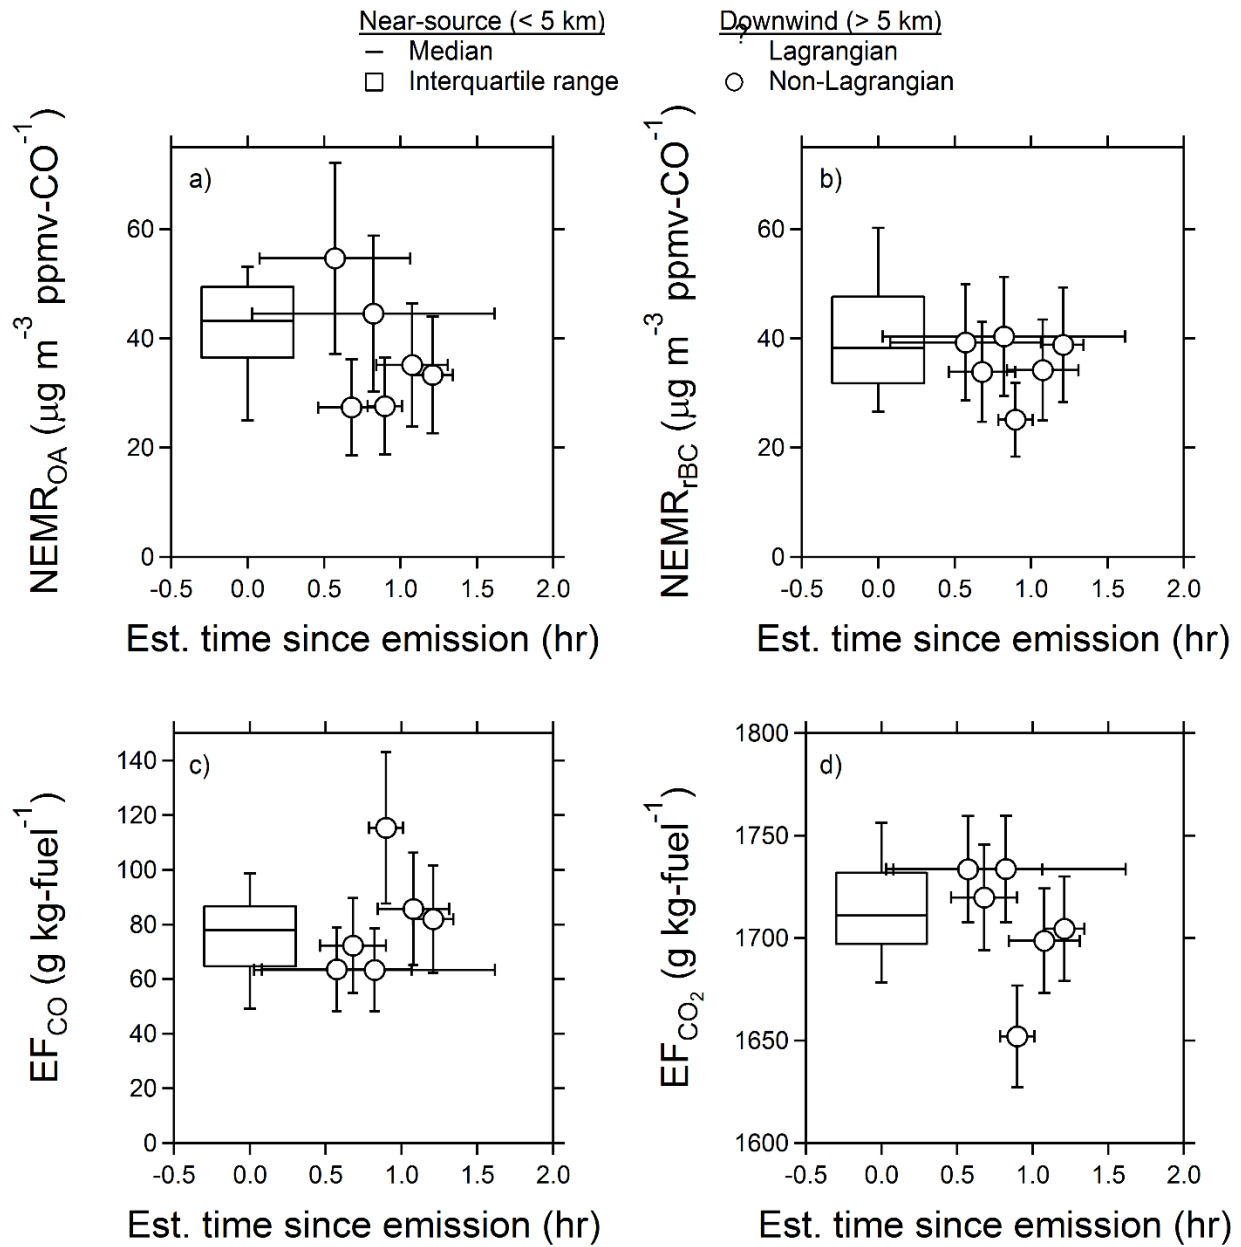 Near-source (< 5 km)
Downwind (> 5 km)
Median
?
Lagrangian
Interquartile range
Non-Lagrangian
a)
NEMR_OA (µg m^-3 ppmv-CO^-1)
60
40
20
0
-0.5 0.0 0.5 1.0 1.5 2.0
Est. time since emission (hr)
b)
NEMR_rBC (µg m^-3 ppmv-CO^-1)
60
40
20
0
-0.5 0.0 0.5 1.0 1.5 2.0
Est. time since emission (hr)
c)
EF_CO (g kg-fuel^-1)
140
120
100
80
60
40
20
0
-0.5 0.0 0.5 1.0 1.5 2.0
Est. time since emission (hr)
d)
EF_CO2 (g kg-fuel^-1)
1800
1750
1700
1650
1600
-0.5 0.0 0.5 1.0 1.5 2.0
Est. time since emission (hr)